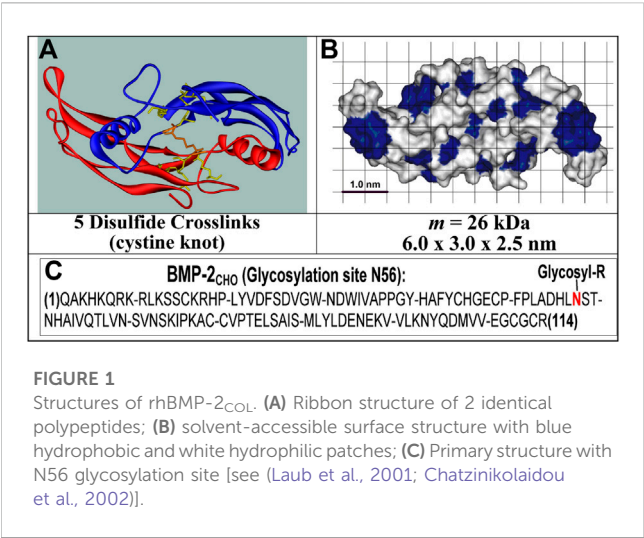 A
B
1.0 nm
5 Disulfide Crosslinks
(cystine knot)
m = 26 kDa
6.0 x 3.0 x 2.5 nm
C
BMP-2CHO (Glycosylation site N56):
Glycosyl-R
(1)QAKHKQRK-RLKSSCKRHP-LYVDFSDVGW-NDWIVAPPGY-HAFYCHGECP-FPLADHLNST-
NHAIVQTLVN-SVNSKIPKAC-CVPTELSAIS-MLYLDENEKV-VLKNYQDMVV-EGCGCR(114)
FIGURE 1
Structures of rhBMP-2COL. (A) Ribbon structure of 2 identical
polypeptides; (B) solvent-accessible surface structure with blue
hydrophobic and white hydrophilic patches; (C) Primary structure with
N56 glycosylation site [see (Laub et al., 2001; Chatzinikolaidou
et al., 2002)].